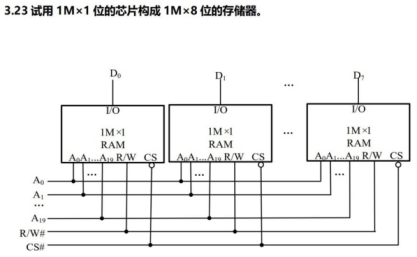 3.23 试用 1M×1 位的芯片构成 1M×8 位的存储器。
D₀ D₁ ... D₇
I/O I/O I/O
1M×1 1M×1 ... 1M×1
RAM RAM RAM
A₀A₁...A₁₉ R/W CS A₀A₁...A₁₉ R/W CS A₀A₁...A₁₉ R/W CS
... ... ...
A₀
A₁
...
A₁₉
R/W#
CS#